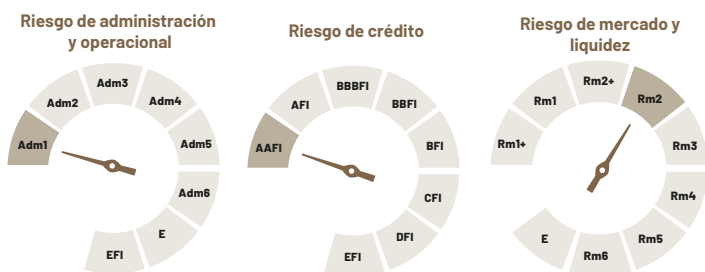 Riesgo de administración
y operacional
Adm1
Adm2
Adm3
Adm4
Adm5
Adm6
E
EFI
Riesgo de crédito
AAFI
AFI
BBBFI
BBFI
BFI
CFI
DFI
EFI
Riesgo de mercado y
liquidez
Rm1+
Rm1
Rm2+
Rm2
Rm3
Rm4
Rm5
Rm6
E